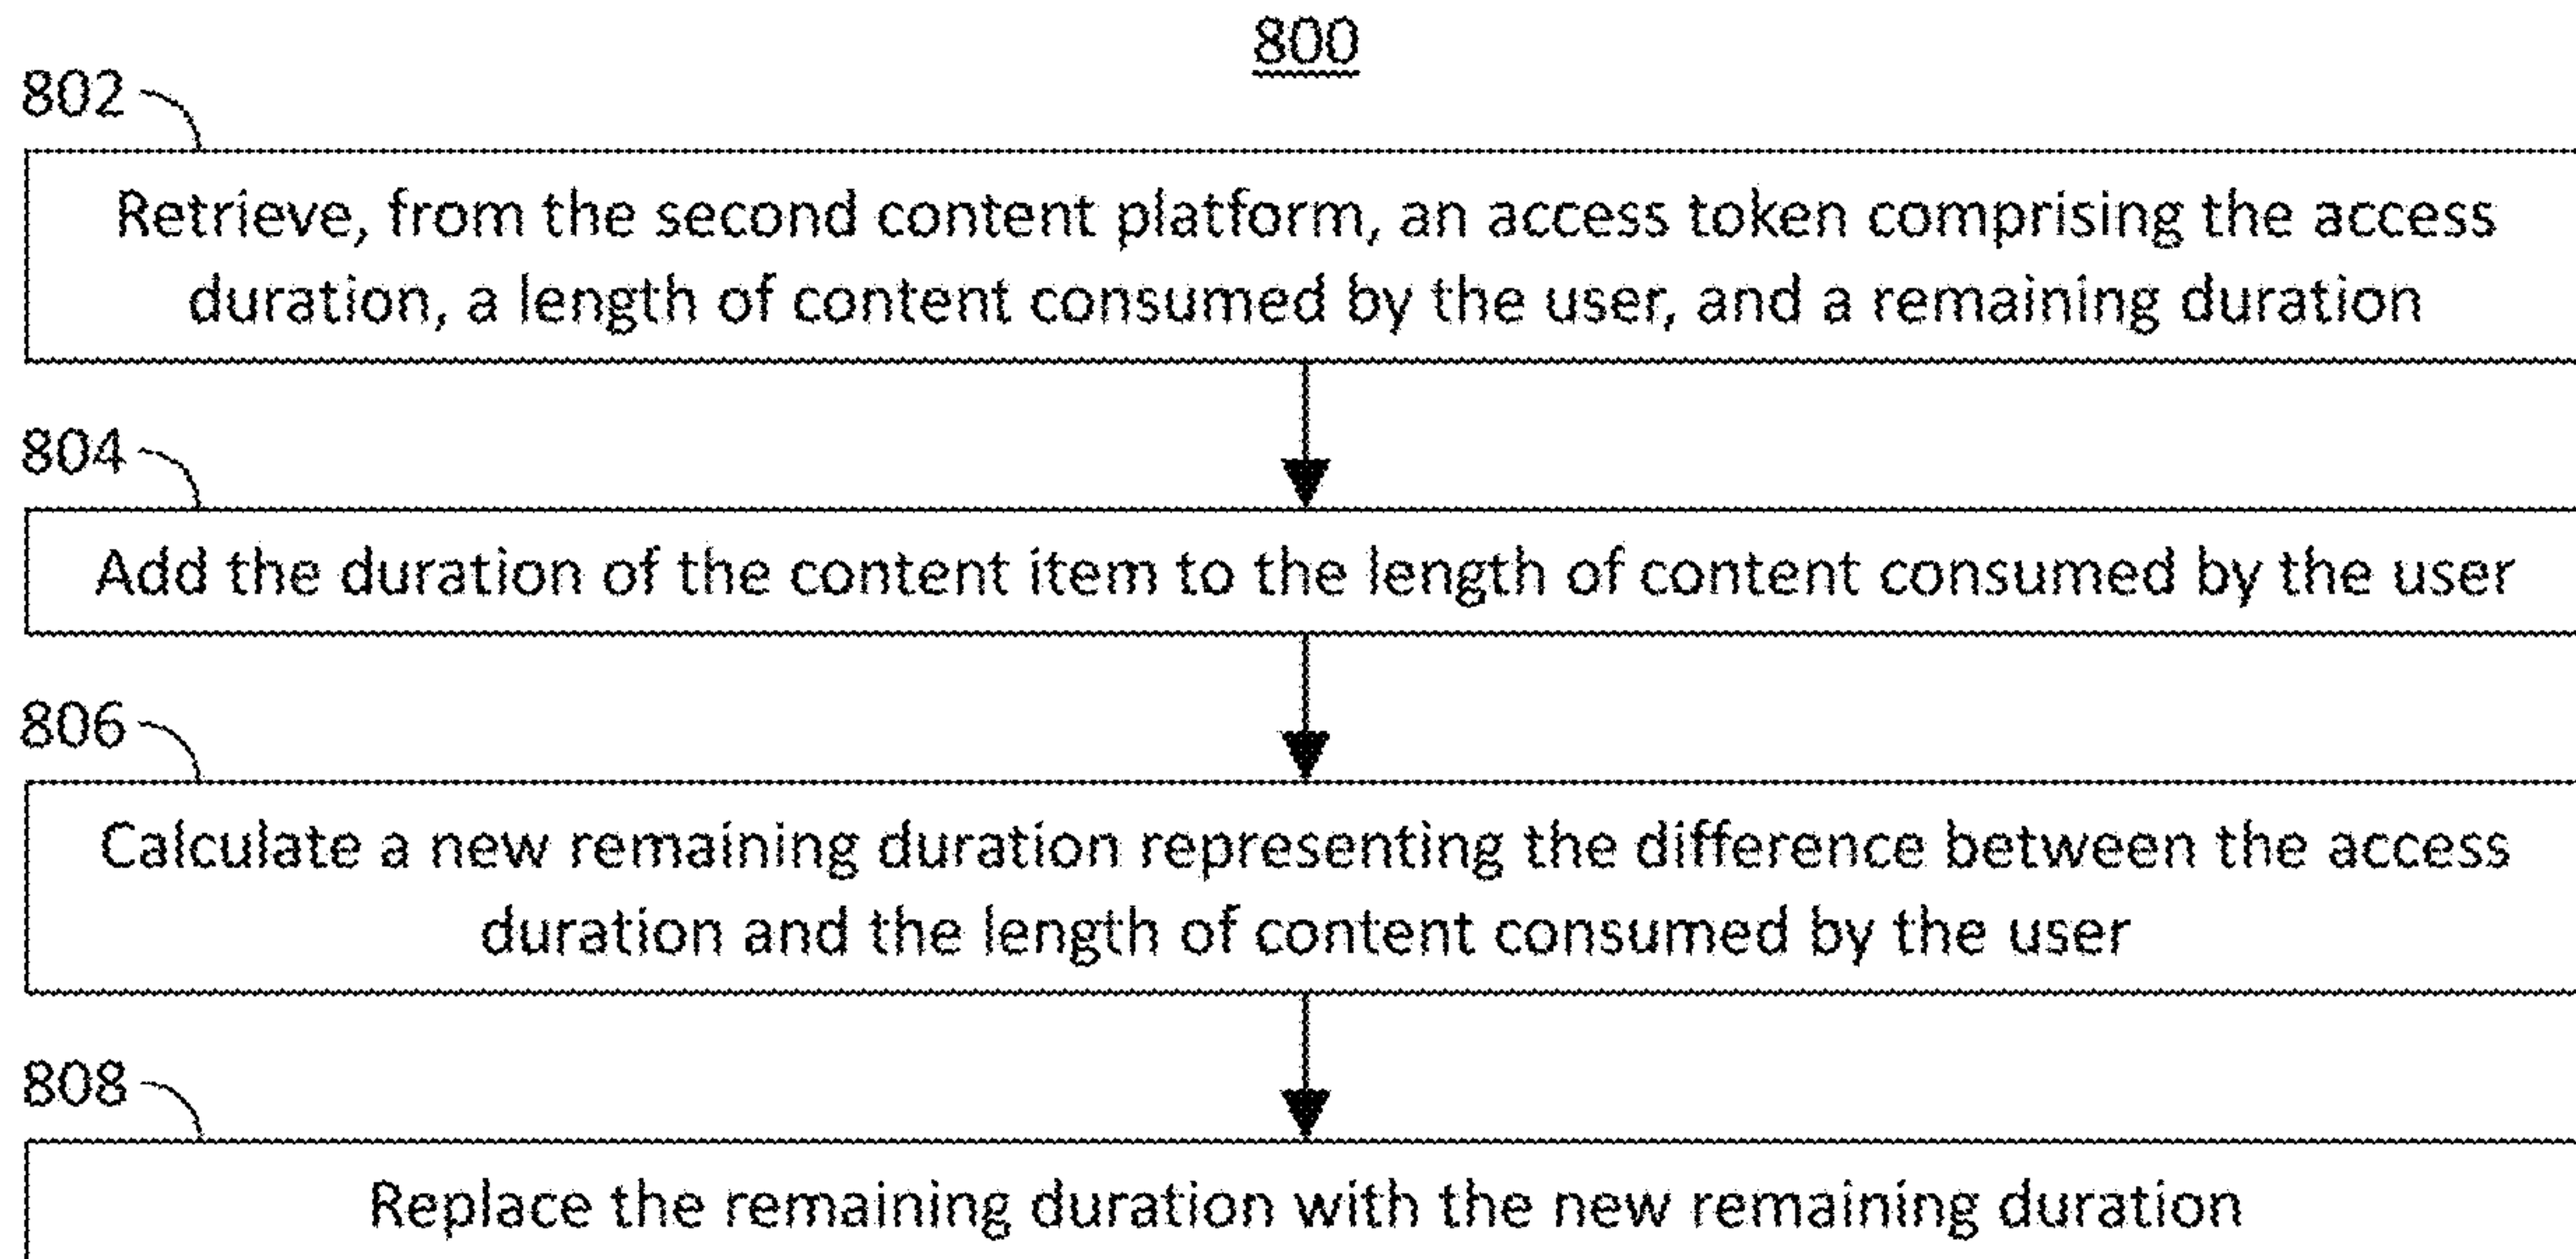 800
802
Retrieve, from the second content platform, an access token comprising the access
duration, a length of content consumed by the user, and a remaining duration
804
Add the duration of the content item to the length of content consumed by the user
806
Calculate a new remaining duration representing the difference between the access
duration and the length of content consumed by the user
808
Replace the remaining duration with the new remaining duration